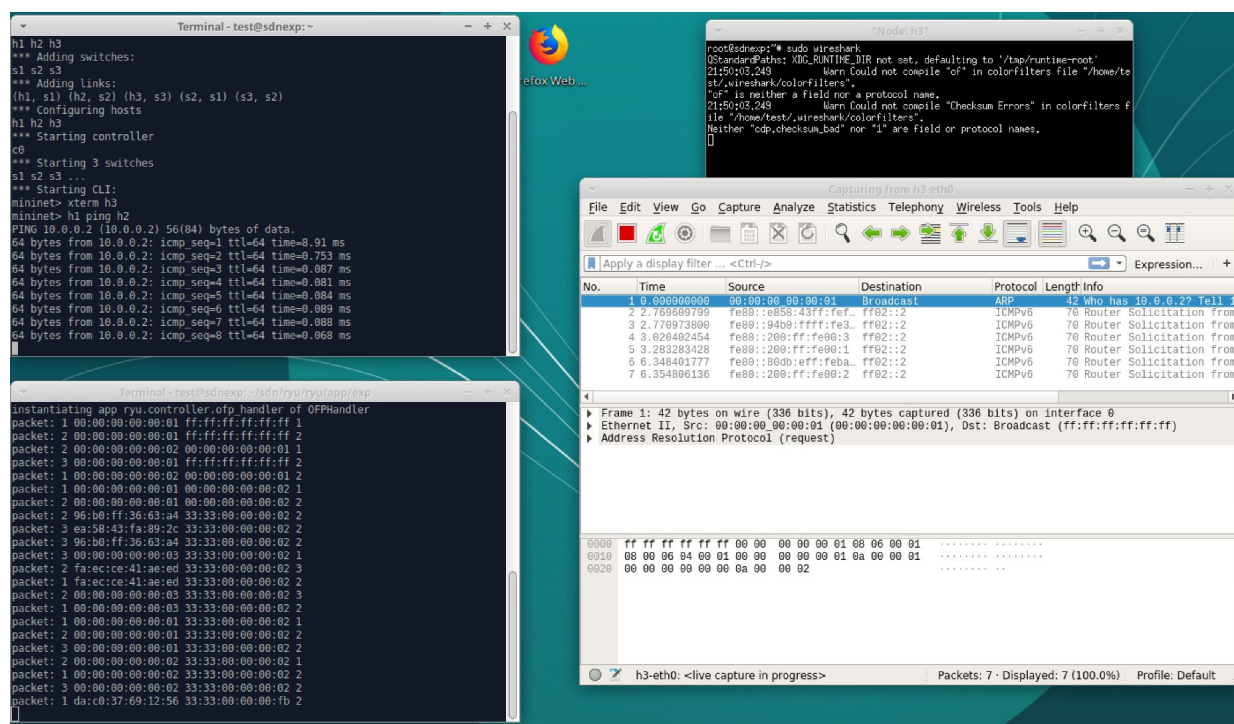 Terminal - test@sdnexp: ~
h1 h2 h3
*** Adding switches:
s1 s2 s3
*** Adding links:
(h1, s1) (h2, s2) (h3, s3) (s2, s1) (s3, s2)
*** Configuring hosts
h1 h2 h3
*** Starting controller
c0
*** Starting 3 switches
s1 s2 s3 ...
*** Starting CLI:
mininet> xterm h3
mininet> h1 ping h2
PING 10.0.0.2 (10.0.0.2) 56(84) bytes of data.
64 bytes from 10.0.0.2: icmp_seq=1 ttl=64 time=8.91 ms
64 bytes from 10.0.0.2: icmp_seq=2 ttl=64 time=0.753 ms
64 bytes from 10.0.0.2: icmp_seq=3 ttl=64 time=0.087 ms
64 bytes from 10.0.0.2: icmp_seq=4 ttl=64 time=0.081 ms
64 bytes from 10.0.0.2: icmp_seq=5 ttl=64 time=0.084 ms
64 bytes from 10.0.0.2: icmp_seq=6 ttl=64 time=0.089 ms
64 bytes from 10.0.0.2: icmp_seq=7 ttl=64 time=0.088 ms
64 bytes from 10.0.0.2: icmp_seq=8 ttl=64 time=0.068 ms
refox Web ...
"Node: h3"
root@sdnexp:~# sudo wireshark
QStandardPaths: XDG_RUNTIME_DIR not set, defaulting to '/tmp/runtime-root'
21:50:03.249 Warn Could not compile "of" in colorfilters file "/home/te
st/.wireshark/colorfilters".
"of" is neither a field nor a protocol name.
21:50:03.249 Warn Could not compile "Checksum Errors" in colorfilters f
ile "/home/test/.wireshark/colorfilters".
Neither "cdp.checksum_bad" nor "1" are field or protocol names.
Terminal - test@sdnexp: ~/sdn/ryu/ryu/app/exp
instantiating app ryu.controller.ofp_handler of OFPHandler
packet: 1 00:00:00:00:00:01 ff:ff:ff:ff:ff:ff 1
packet: 2 00:00:00:00:00:01 ff:ff:ff:ff:ff:ff 2
packet: 2 00:00:00:00:00:02 00:00:00:00:00:01 1
packet: 3 00:00:00:00:00:01 ff:ff:ff:ff:ff:ff 2
packet: 1 00:00:00:00:00:02 00:00:00:00:00:01 2
packet: 1 00:00:00:00:00:01 00:00:00:00:00:02 1
packet: 2 00:00:00:00:00:01 00:00:00:00:00:02 2
packet: 2 96:b0:ff:36:63:a4 33:33:00:00:00:02 2
packet: 3 ea:58:43:fa:89:2c 33:33:00:00:00:02 2
packet: 3 96:b0:ff:36:63:a4 33:33:00:00:00:02 2
packet: 3 00:00:00:00:00:03 33:33:00:00:00:02 1
packet: 2 fa:ec:ce:41:ae:ed 33:33:00:00:00:02 3
packet: 1 fa:ec:ce:41:ae:ed 33:33:00:00:00:02 2
packet: 2 00:00:00:00:00:03 33:33:00:00:00:02 3
packet: 1 00:00:00:00:00:03 33:33:00:00:00:02 2
packet: 1 00:00:00:00:00:01 33:33:00:00:00:02 1
packet: 2 00:00:00:00:00:01 33:33:00:00:00:02 2
packet: 3 00:00:00:00:00:01 33:33:00:00:00:02 2
packet: 2 00:00:00:00:00:02 33:33:00:00:00:02 1
packet: 1 00:00:00:00:00:02 33:33:00:00:00:02 2
packet: 3 00:00:00:00:00:02 33:33:00:00:00:02 2
packet: 1 da:c0:37:69:12:56 33:33:00:00:00:fb 2
Capturing from h3-eth0
File Edit View Go Capture Analyze Statistics Telephony Wireless Tools Help
Apply a display filter ... <Ctrl-/> Expression... +
No. Time Source Destination Protocol Length Info
1 0.000000000 00:00:00_00:00:01 Broadcast ARP 42 Who has 10.0.0.2? Tell 1
2 2.769609799 fe80::e858:43ff:fef… ff02::2 ICMPv6 70 Router Solicitation from
3 2.770973800 fe80::94b0:ffff:fe3… ff02::2 ICMPv6 70 Router Solicitation from
4 3.020402454 fe80::200:ff:fe00:3 ff02::2 ICMPv6 70 Router Solicitation from
5 3.283283428 fe80::200:ff:fe00:1 ff02::2 ICMPv6 70 Router Solicitation from
6 6.348401777 fe80::80db:eff:feba… ff02::2 ICMPv6 70 Router Solicitation from
7 6.354806136 fe80::200:ff:fe00:2 ff02::2 ICMPv6 70 Router Solicitation from
Frame 1: 42 bytes on wire (336 bits), 42 bytes captured (336 bits) on interface 0
Ethernet II, Src: 00:00:00_00:00:01 (00:00:00:00:00:01), Dst: Broadcast (ff:ff:ff:ff:ff:ff)
Address Resolution Protocol (request)
0000 ff ff ff ff ff ff 00 00 00 00 00 01 08 06 00 01 ········ ········
0010 08 00 06 04 00 01 00 00 00 00 00 01 0a 00 00 01 ········ ········
0020 00 00 00 00 00 00 0a 00 00 02 ········ ··
h3-eth0: <live capture in progress> Packets: 7 · Displayed: 7 (100.0%) Profile: Default